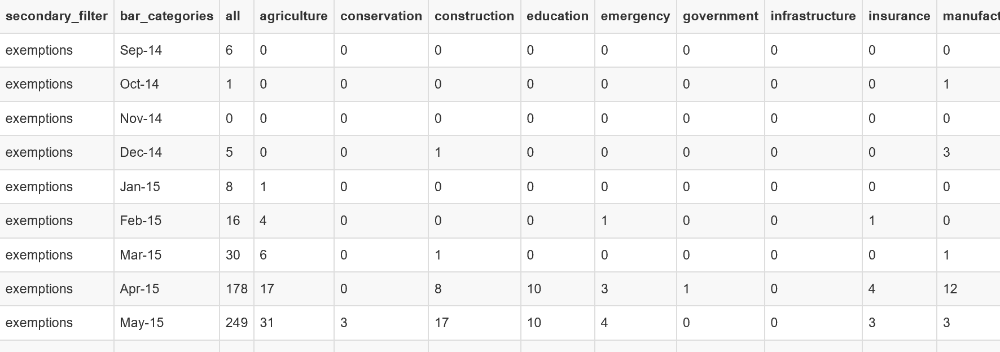 secondary_filter bar_categories all agriculture conservation construction education emergency government infrastructure insurance manufact
exemptions Sep-14 6 0 0 0 0 0 0 0 0 0
exemptions Oct-14 1 0 0 0 0 0 0 0 0 1
exemptions Nov-14 0 0 0 0 0 0 0 0 0 0
exemptions Dec-14 5 0 0 1 0 0 0 0 0 3
exemptions Jan-15 8 1 0 0 0 0 0 0 0 0
exemptions Feb-15 16 4 0 0 0 1 0 0 1 0
exemptions Mar-15 30 6 0 1 0 0 0 0 0 1
exemptions Apr-15 178 17 0 8 10 3 1 0 4 12
exemptions May-15 249 31 3 17 10 4 0 0 3 3